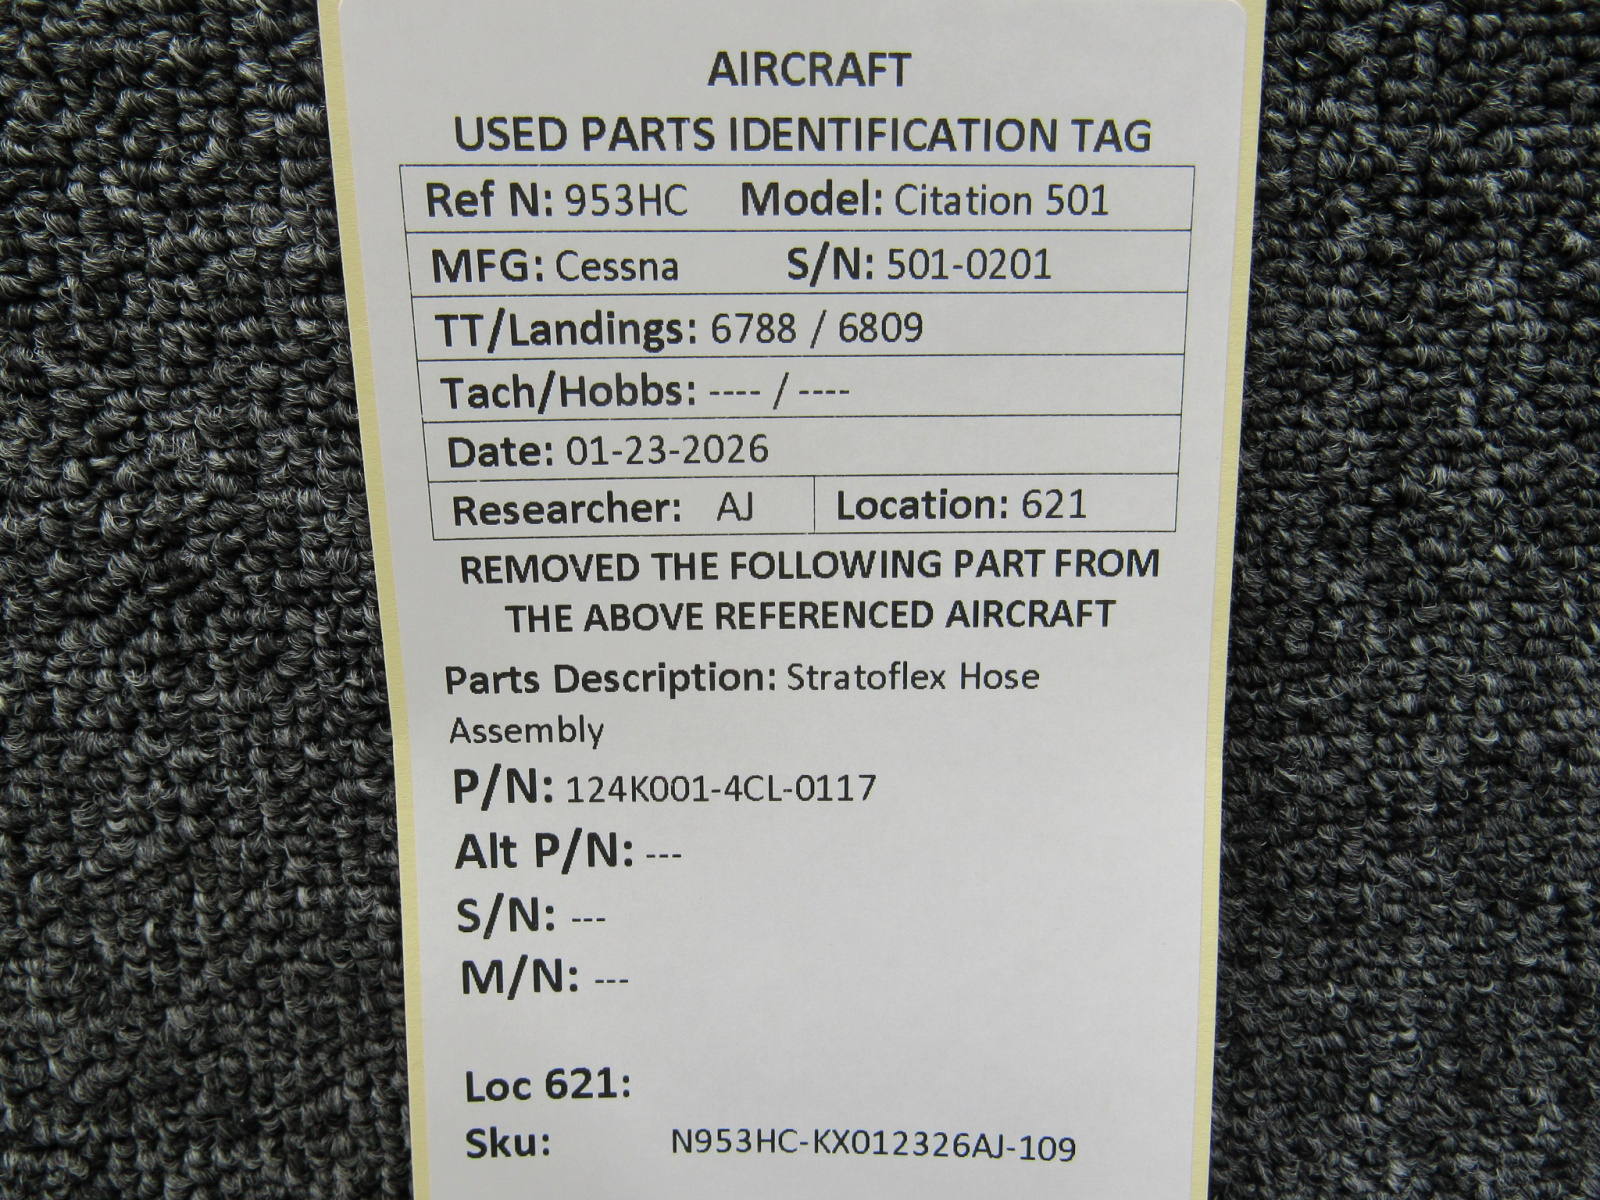 AIRCRAFT
USED PARTS IDENTIFICATION TAG
Ref N: 953HC Model: Citation 501
MFG: Cessna S/N: 501-0201
TT/Landings: 6788 / 6809
Tach/Hobbs: ---- / ----
Date: 01-23-2026
Researcher: AJ Location: 621
REMOVED THE FOLLOWING PART FROM
THE ABOVE REFERENCED AIRCRAFT
Parts Description: Stratoflex Hose
Assembly
P/N: 124K001-4CL-0117
Alt P/N: ---
S/N: ---
M/N: ---
Loc 621:
Sku: N953HC-KX012326AJ-109